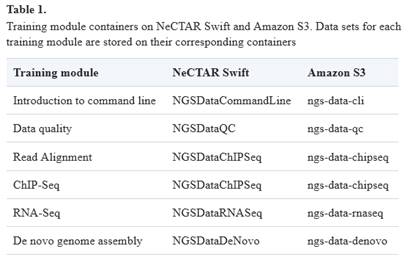 Table 1.
Training module containers on NeCTAR Swift and Amazon S3. Data sets for each
training module are stored on their corresponding containers
Training module NeCTAR Swift Amazon S3
Introduction to command line NGSDataCommandLine ngs-data-cli
Data quality NGSDataQC ngs-data-qc
Read Alignment NGSDataChIPSeq ngs-data-chipseq
ChIP-Seq NGSDataChIPSeq ngs-data-chipseq
RNA-Seq NGSDataRNASeq ngs-data-rnaseq
De novo genome assembly NGSDataDeNovo ngs-data-denovo